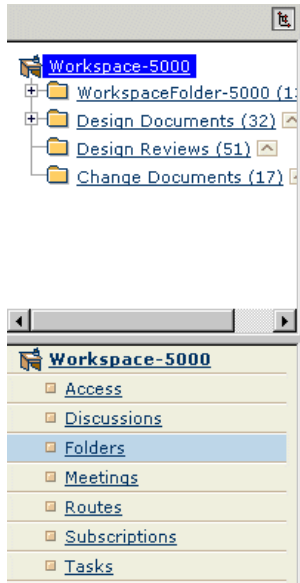 Workspace-5000
WorkspaceFolder-5000 (1
Design Documents (32)
Design Reviews (51)
Change Documents (17)
Workspace-5000
Access
Discussions
Folders
Meetings
Routes
Subscriptions
Tasks